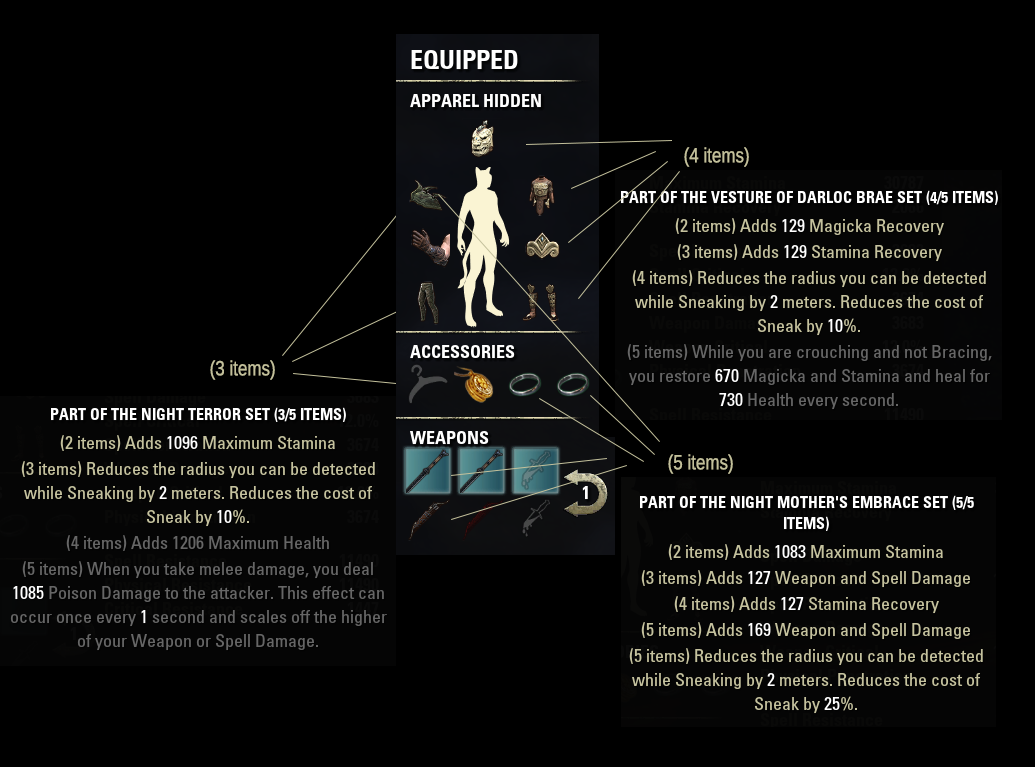 EQUIPPED
APPAREL HIDDEN
(4 items)
PART OF THE VESTURE OF DARLOC BRAE SET (4/5 ITEMS)
(2 items) Adds 129 Magicka Recovery
(3 items) Adds 129 Stamina Recovery
(4 items) Reduces the radius you can be detected
while Sneaking by 2 meters. Reduces the cost of
Sneak by 10%.
(5 items) While you are crouching and not Bracing,
you restore 670 Magicka and Stamina and heal for
730 Health every second.
ACCESSORIES
(3 items)
PART OF THE NIGHT TERROR SET (3/5 ITEMS)
(2 items) Adds 1096 Maximum Stamina
(3 items) Reduces the radius you can be detected
while Sneaking by 2 meters. Reduces the cost of
Sneak by 10%.
(4 items) Adds 1206 Maximum Health
(5 items) When you take melee damage, you deal
1085 Poison Damage to the attacker. This effect can
occur once every 1 second and scales off the higher
of your Weapon or Spell Damage.
WEAPONS
1
(5 items)
PART OF THE NIGHT MOTHER'S EMBRACE SET (5/5
ITEMS)
(2 items) Adds 1083 Maximum Stamina
(3 items) Adds 127 Weapon and Spell Damage
(4 items) Adds 127 Stamina Recovery
(5 items) Adds 169 Weapon and Spell Damage
(5 items) Reduces the radius you can be detected
while Sneaking by 2 meters. Reduces the cost of
Sneak by 25%.